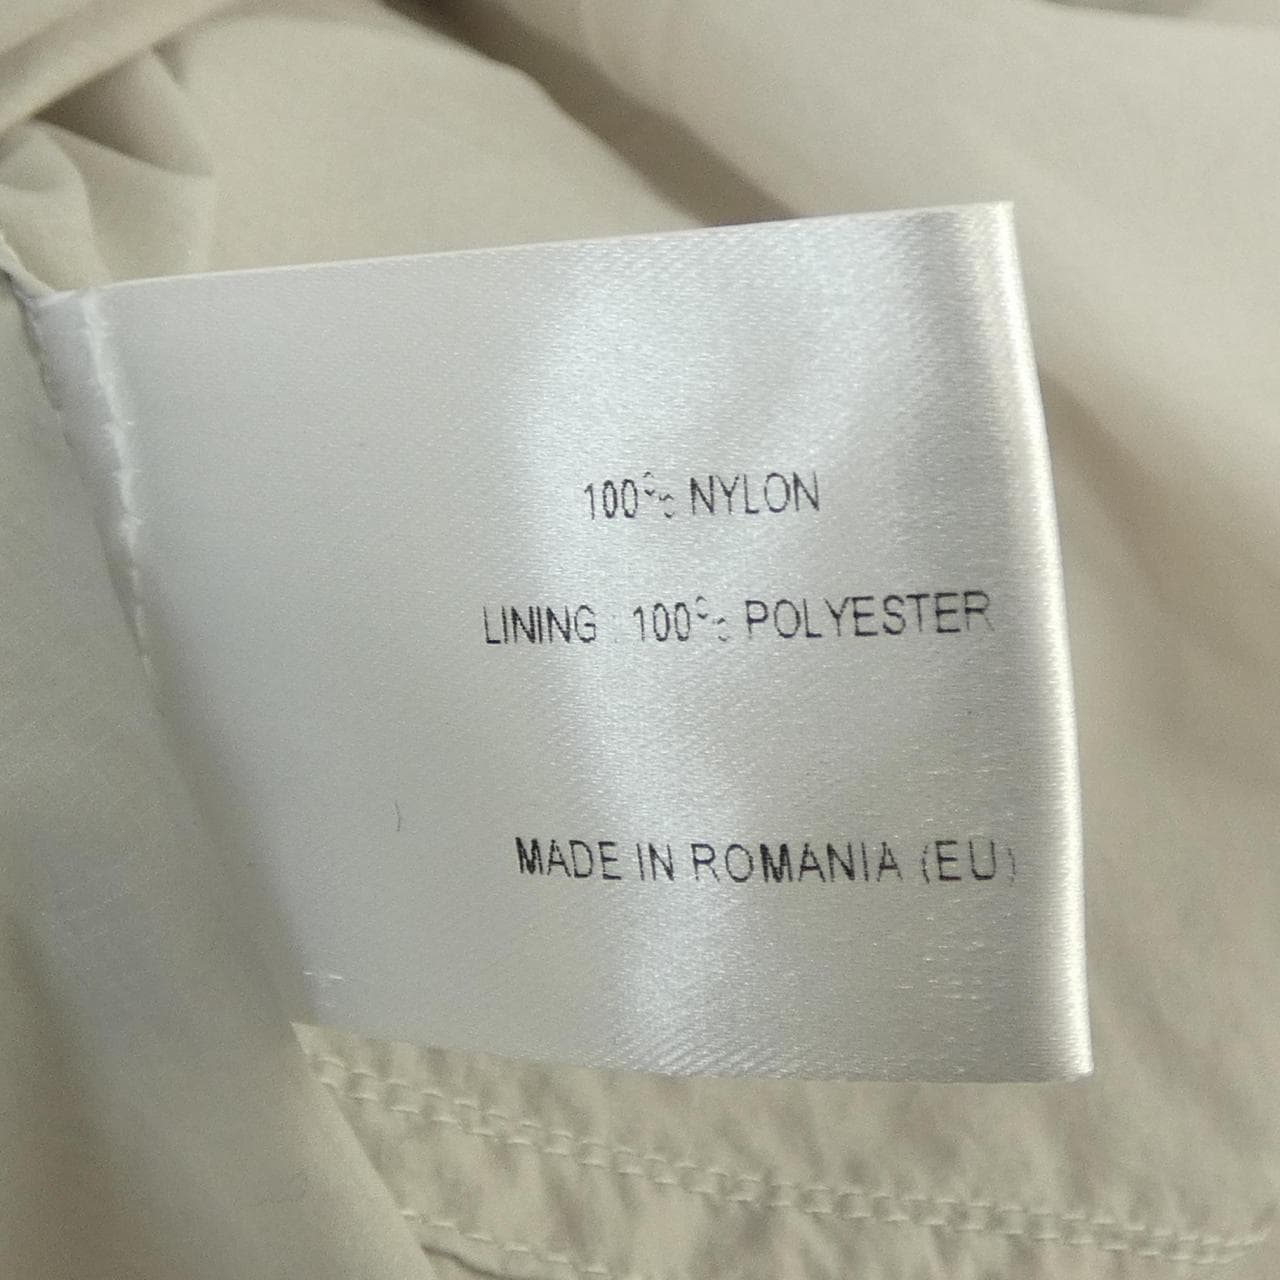 100% NYLON
LINING : 100% POLYESTER
MADE IN ROMANIA (EU)